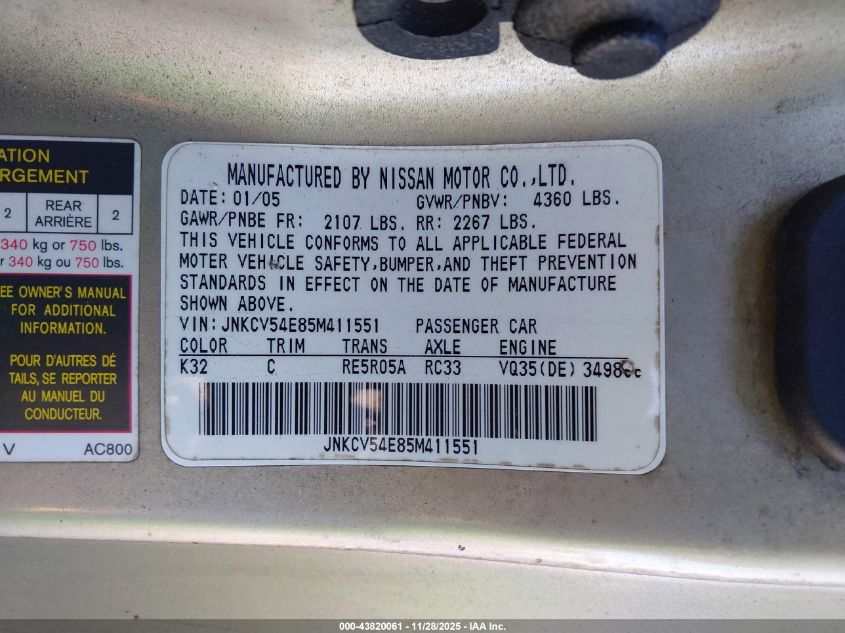 ATION
RGEMENT
2 REAR ARRIÈRE 2
340 kg or 750 lbs.
r 340 kg ou 750 lbs.
EE OWNER'S MANUAL
FOR ADDITIONAL
INFORMATION.
POUR D'AUTRES DÉ
TAILS, SE REPORTER
AU MANUEL DU
CONDUCTEUR.
V AC800
MANUFACTURED BY NISSAN MOTOR CO.,LTD.
DATE: 01/05 GVWR/PNBV: 4360 LBS.
GAWR/PNBE FR: 2107 LBS. RR: 2267 LBS.
THIS VEHICLE CONFORMS TO ALL APPLICABLE FEDERAL
MOTER VEHICLE SAFETY,BUMPER,AND THEFT PREVENTION
STANDARDS IN EFFECT ON THE DATE OF MANUFACTURE
SHOWN ABOVE.
VIN: JNKCV54E85M411551 PASSENGER CAR
COLOR TRIM TRANS AXLE ENGINE
K32 C RE5R05A RC33 VQ35(DE) 3498cc
JNKCV54E85M411551
000-43820061 - 11/28/2025 - IAA Inc.